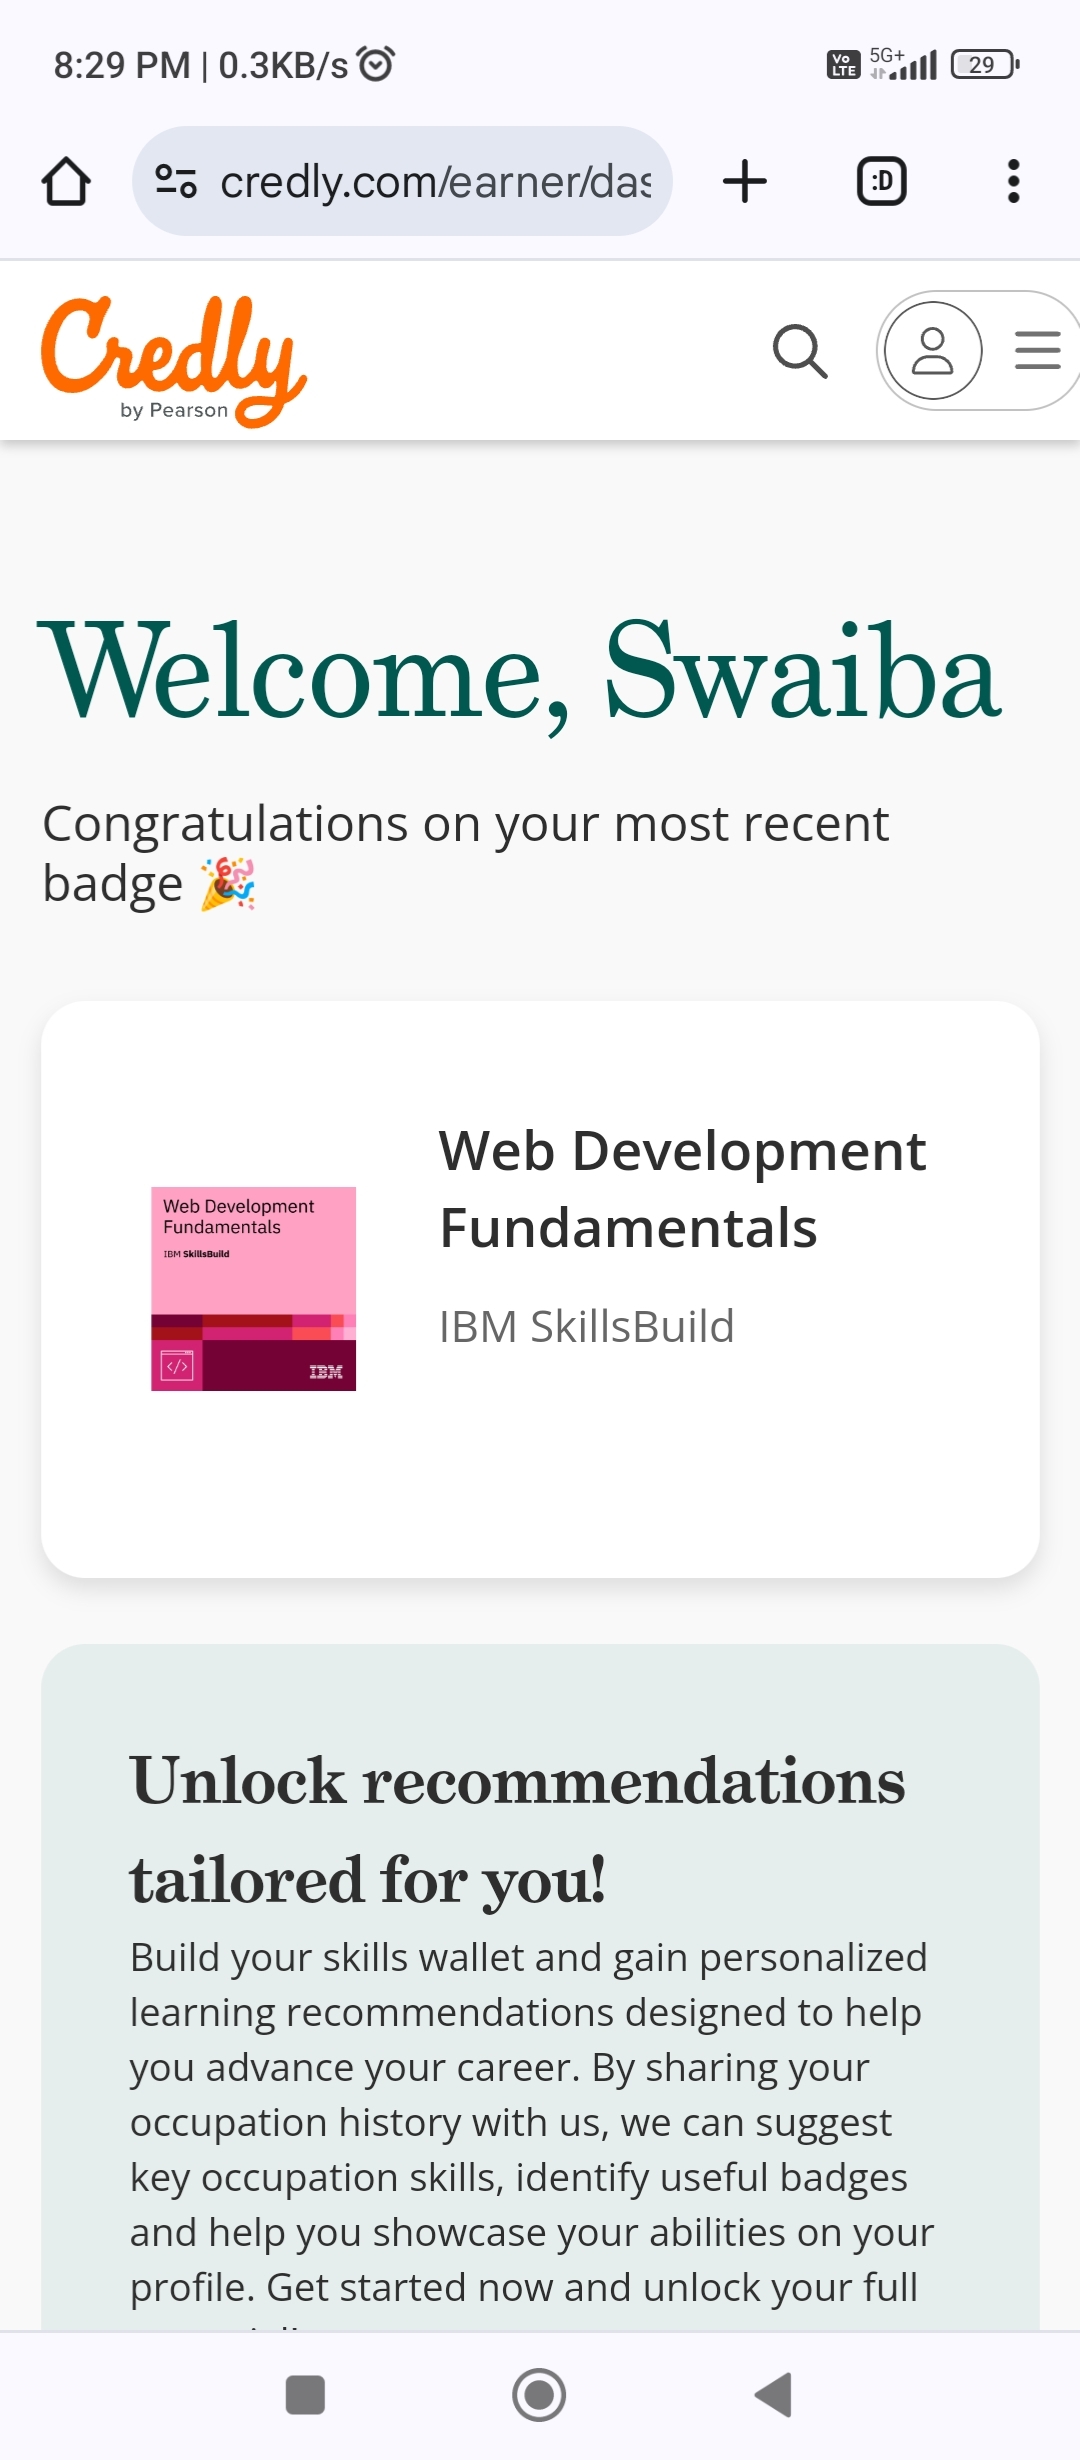 8:29 PM | 0.3KB/s
Vo LTE 5G+ 29
credly.com/earner/das
:D
Credly
by Pearson
Welcome, Swaiba
Congratulations on your most recent
badge 🎉
Web Development
Fundamentals
IBM SkillsBuild
Web Development
Fundamentals
IBM SkillsBuild
</>
IBM
Unlock recommendations
tailored for you!
Build your skills wallet and gain personalized
learning recommendations designed to help
you advance your career. By sharing your
occupation history with us, we can suggest
key occupation skills, identify useful badges
and help you showcase your abilities on your
profile. Get started now and unlock your full